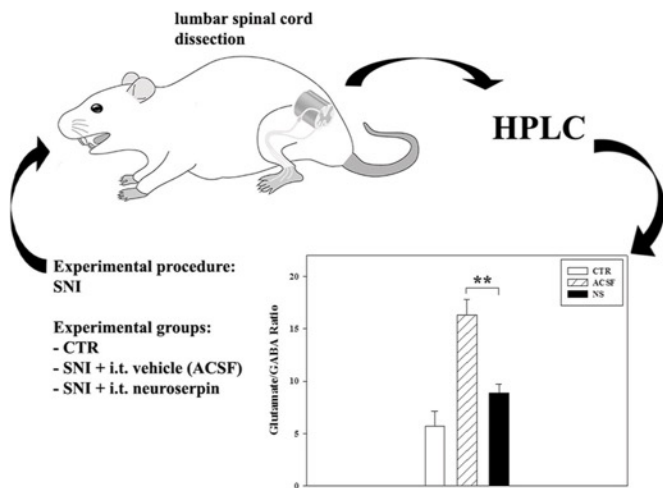 lumbar spinal cord
dissection
HPLC
Experimental procedure:
SNI
Experimental groups:
- CTR
- SNI + i.t. vehicle (ACSF)
- SNI + i.t. neuroserpin
Glutamate/GABA Ratio
20
15
10
5
0
**
CTR
ACSF
NS